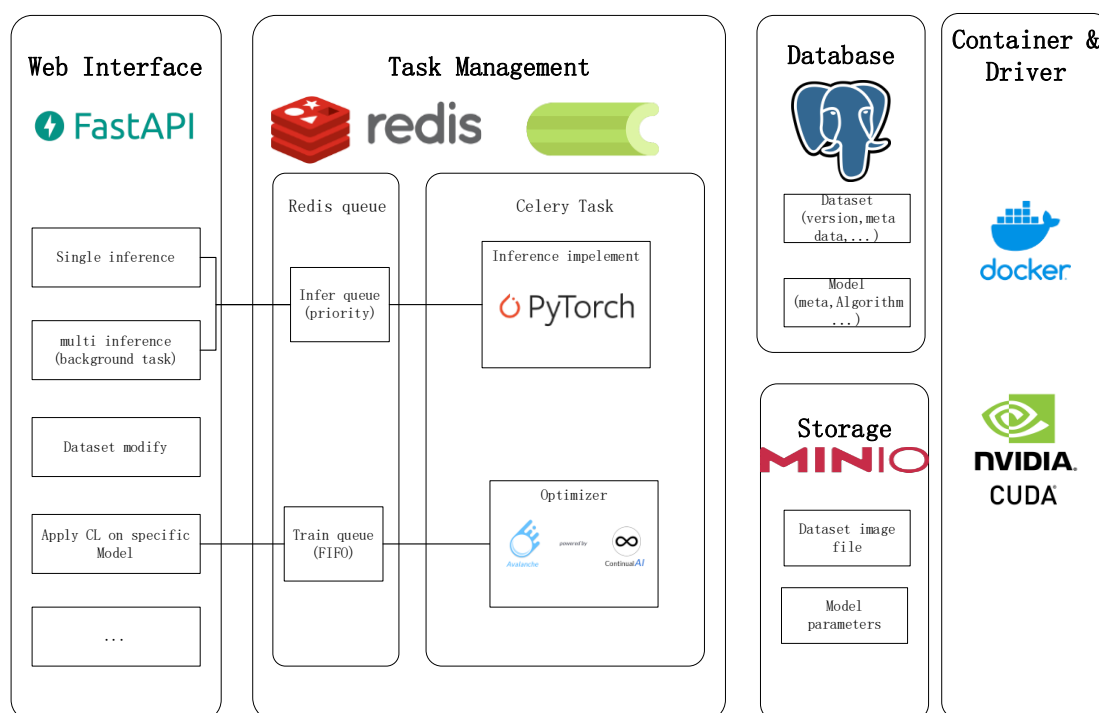 Web Interface
FastAPI
Single inference
multi inference
(background task)
Dataset modify
Apply CL on specific
Model
...
Task Management
redis
Redis queue
Infer queue
(priority)
Train queue
(FIFO)
Celery Task
Inference impelement
PyTorch
Optimizer
Avalanche
powered by
ContinualAI
Database
Dataset
(version,meta
data,...)
Model
(meta,Algorithm
...)
Storage
MINIO
Dataset image
file
Model
parameters
Container &
Driver
docker
NVIDIA.
CUDA